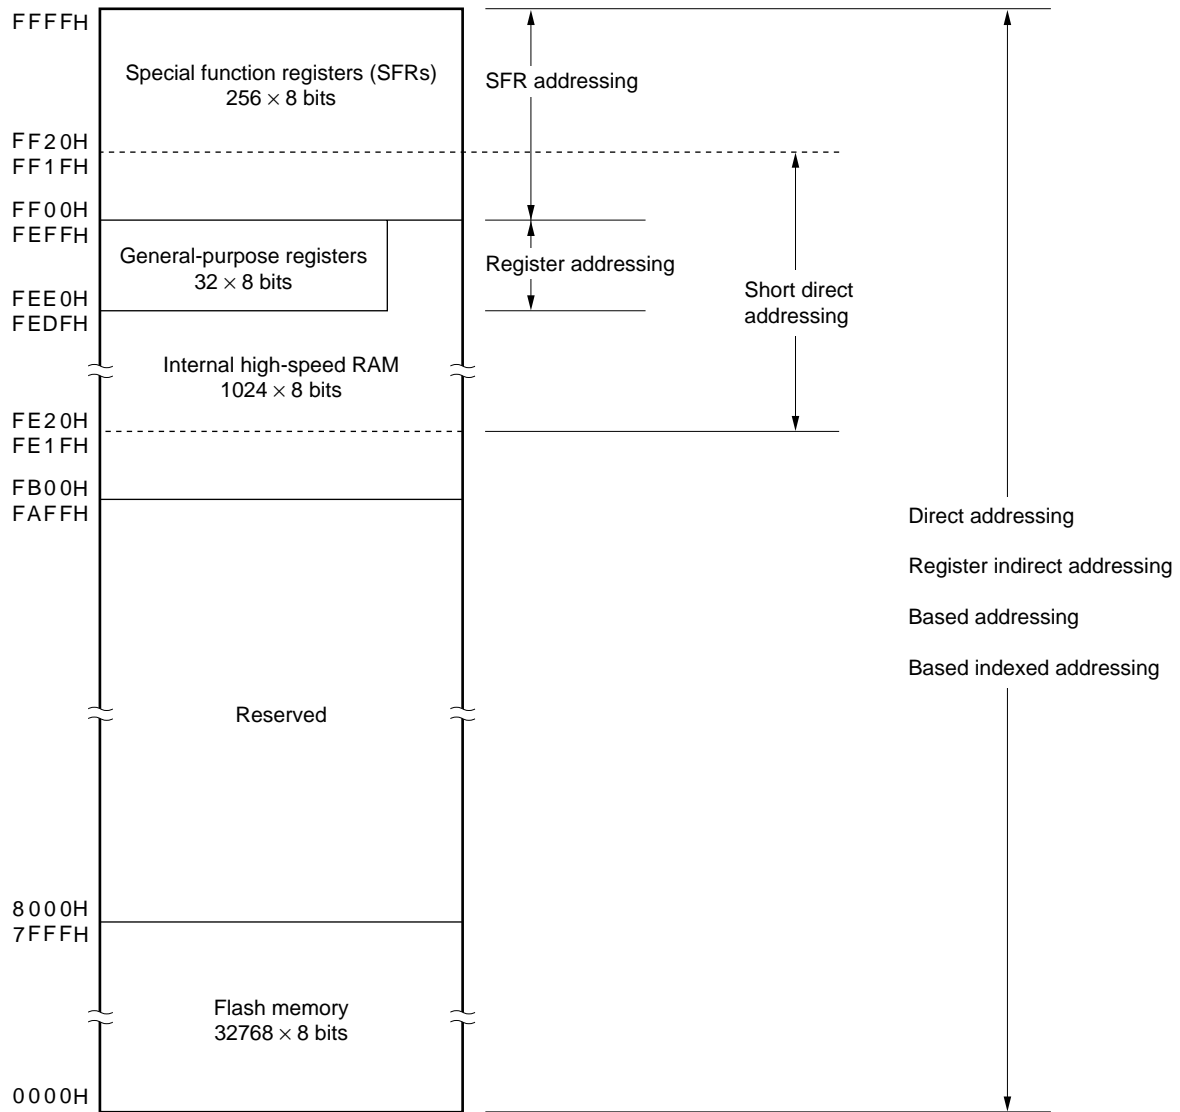 FFFFH
Special function registers (SFRs)
256 × 8 bits
SFR addressing
FF20H
FF1FH
FF00H
FEFFH
General-purpose registers
32 × 8 bits
Register addressing
Short direct
addressing
FEE0H
FEDFH
Internal high-speed RAM
1024 × 8 bits
FE20H
FE1FH
FB00H
FAFFH
Direct addressing
Register indirect addressing
Based addressing
Based indexed addressing
Reserved
8000H
7FFFH
Flash memory
32768 × 8 bits
0000H